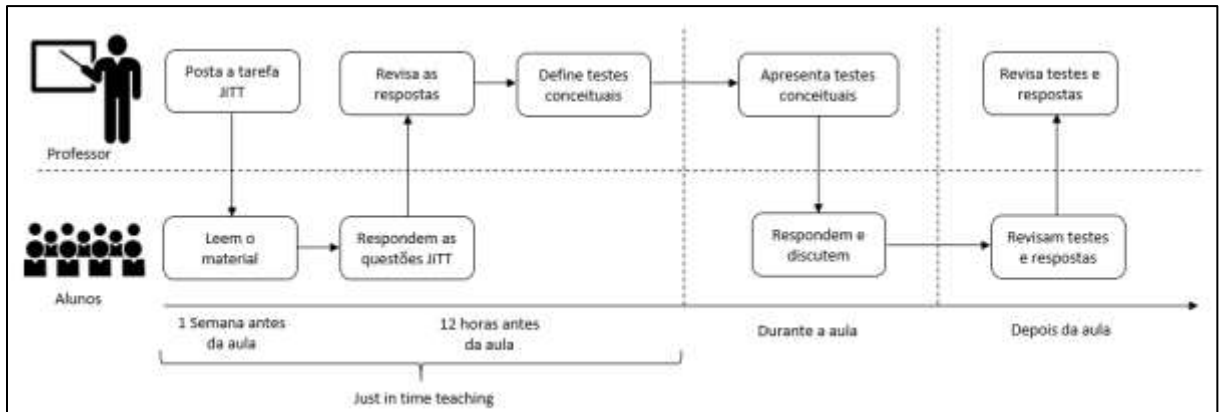 Posta a tarefa
JITT
Revisa as
respostas
Define testes
conceituais
Apresenta testes
conceituais
Revisa testes e
respostas
Professor
Leem o
material
Respondem as
questões JITT
Respondem e
discutem
Revisam testes
e respostas
Alunos
1 Semana antes
da aula
12 horas antes
da aula
Durante a aula
Depois da aula
Just in time teaching